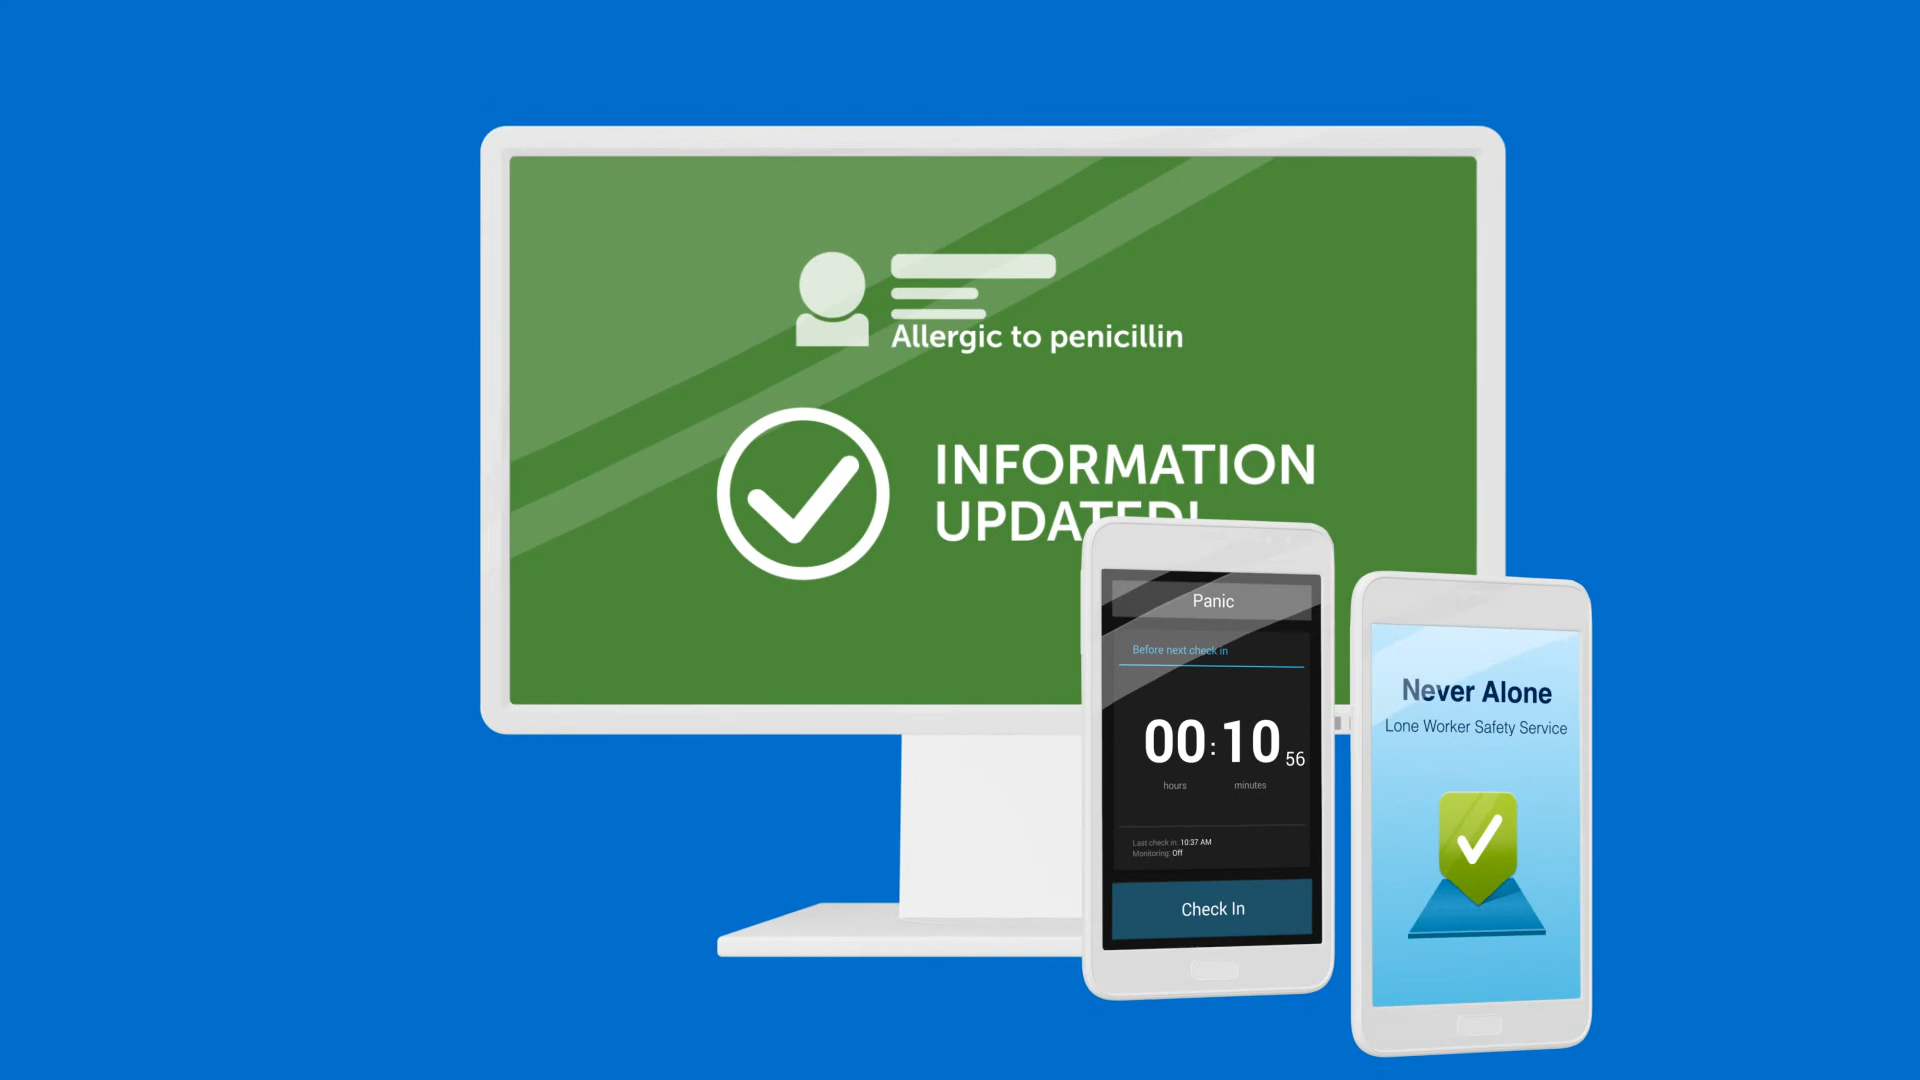 Allergic to penicillin
INFORMATION
UPDATED!
Panic
Before next check in
00:10 56
hours minutes
Last check in: 10:37 AM
Monitoring: Off
Check In
Never Alone
Lone Worker Safety Service